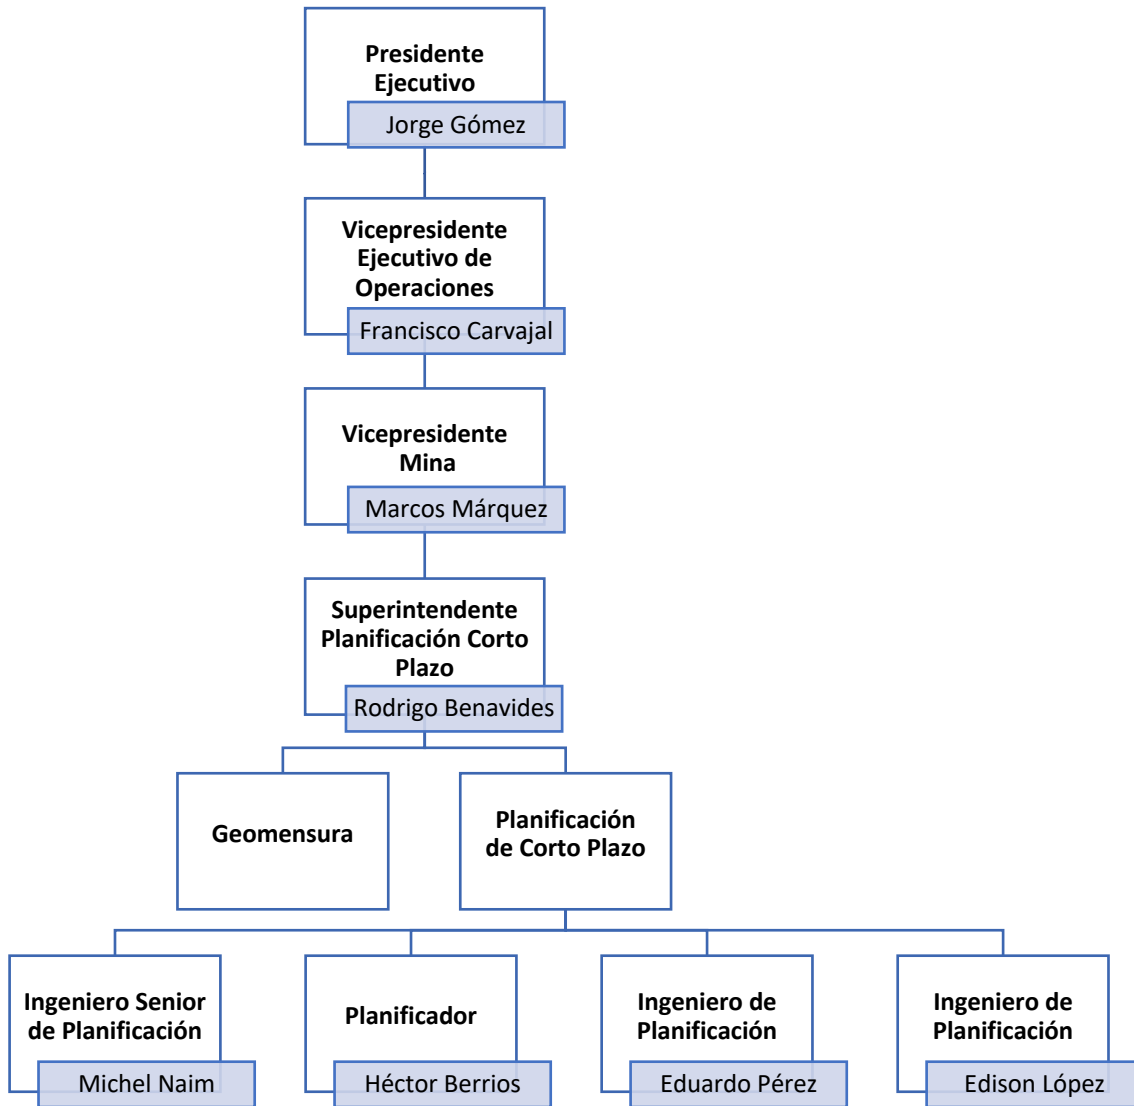 Presidente
Ejecutivo
Jorge Gómez
Vicepresidente
Ejecutivo de
Operaciones
Francisco Carvajal
Vicepresidente
Mina
Marcos Márquez
Superintendente
Planificación Corto
Plazo
Rodrigo Benavides
Geomensura
Planificación
de Corto Plazo
Ingeniero Senior
de Planificación
Michel Naim
Planificador
Héctor Berrios
Ingeniero de
Planificación
Eduardo Pérez
Ingeniero de
Planificación
Edison López